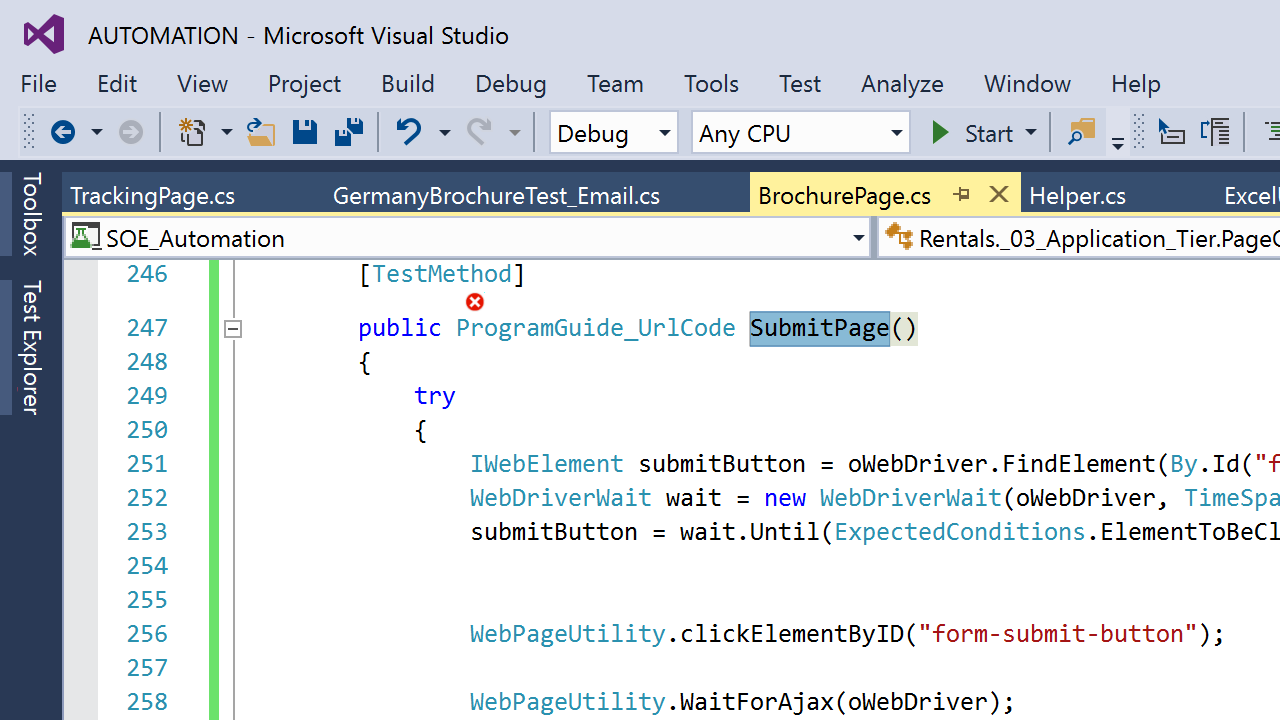 AUTOMATION - Microsoft Visual Studio
File Edit View Project Build Debug Team Tools Test Analyze Window Help
Debug Any CPU Start
Toolbox
Test Explorer
TrackingPage.cs GermanyBrochureTest_Email.cs BrochurePage.cs Helper.cs ExcelU
SOE_Automation Rentals._03_Application_Tier.PageO
246 [TestMethod]
247 public ProgramGuide_UrlCode SubmitPage()
248 {
249 try
250 {
251 IWebElement submitButton = oWebDriver.FindElement(By.Id("f
252 WebDriverWait wait = new WebDriverWait(oWebDriver, TimeSpa
253 submitButton = wait.Until(ExpectedConditions.ElementToBeCl
254
255
256 WebPageUtility.clickElementByID("form-submit-button");
257
258 WebPageUtility.WaitForAjax(oWebDriver);